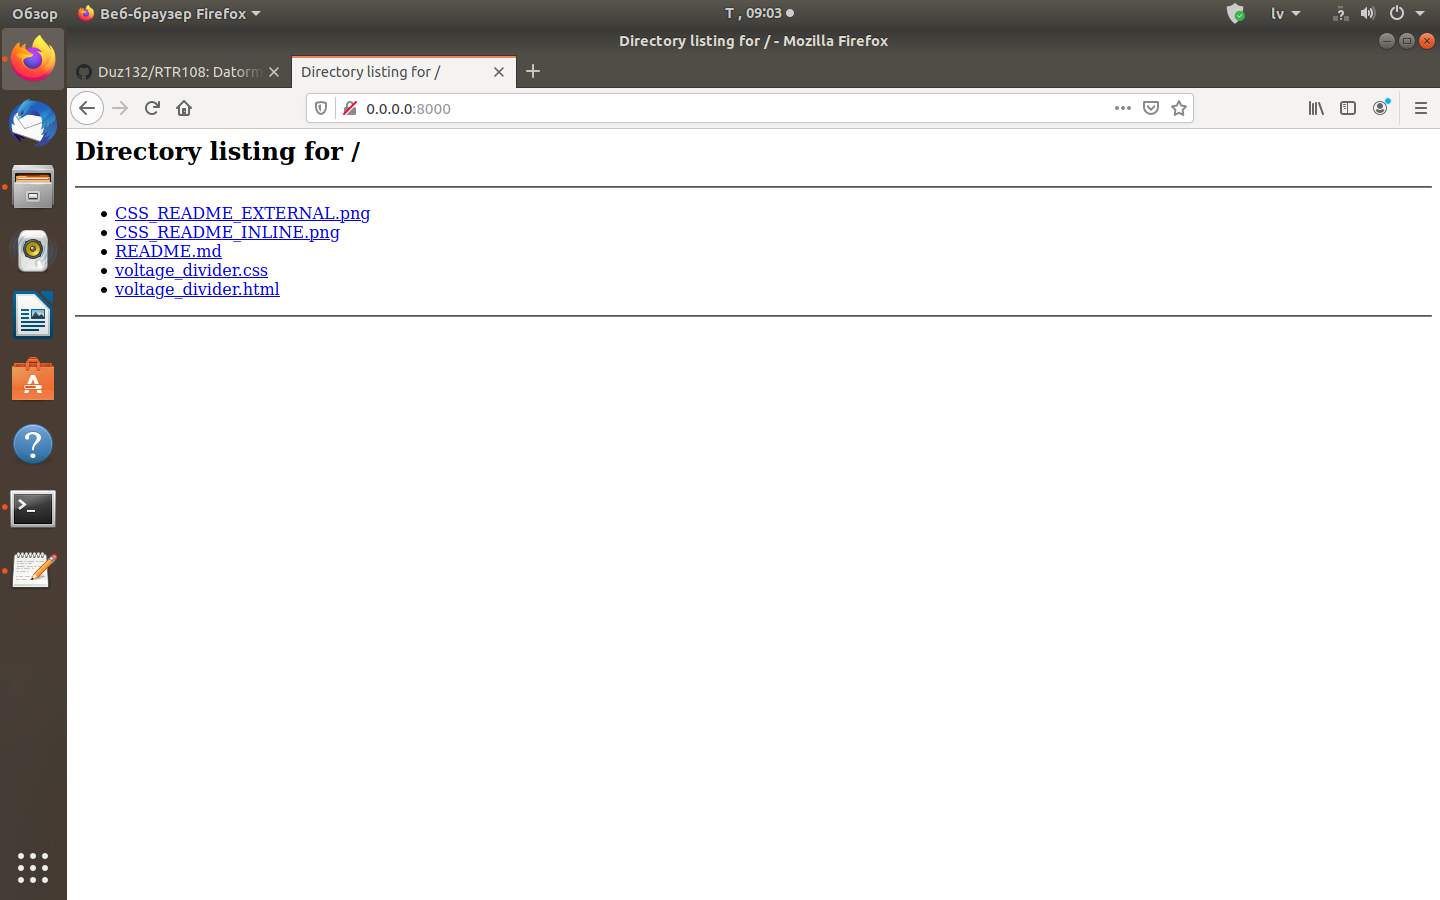 Обзор Веб-браузер Firefox Т , 09:03 lv
Directory listing for / - Mozilla Firefox
Duz132/RTR108: Datorm Directory listing for /
0.0.0.0:8000
Directory listing for /
CSS_README_EXTERNAL.png
CSS_README_INLINE.png
README.md
voltage_divider.css
voltage_divider.html